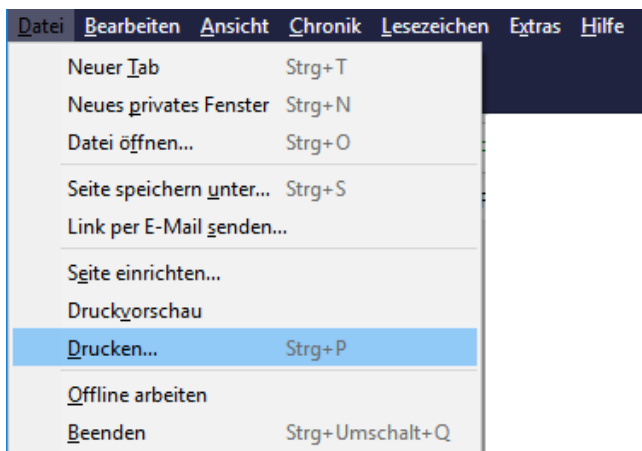 Datei Bearbeiten Ansicht Chronik Lesezeichen Extras Hilfe
Neuer Tab Strg+T
Neues privates Fenster Strg+N
Datei öffnen... Strg+O
Seite speichern unter... Strg+S
Link per E-Mail senden...
Seite einrichten...
Druckvorschau
Drucken... Strg+P
Offline arbeiten
Beenden Strg+Umschalt+Q